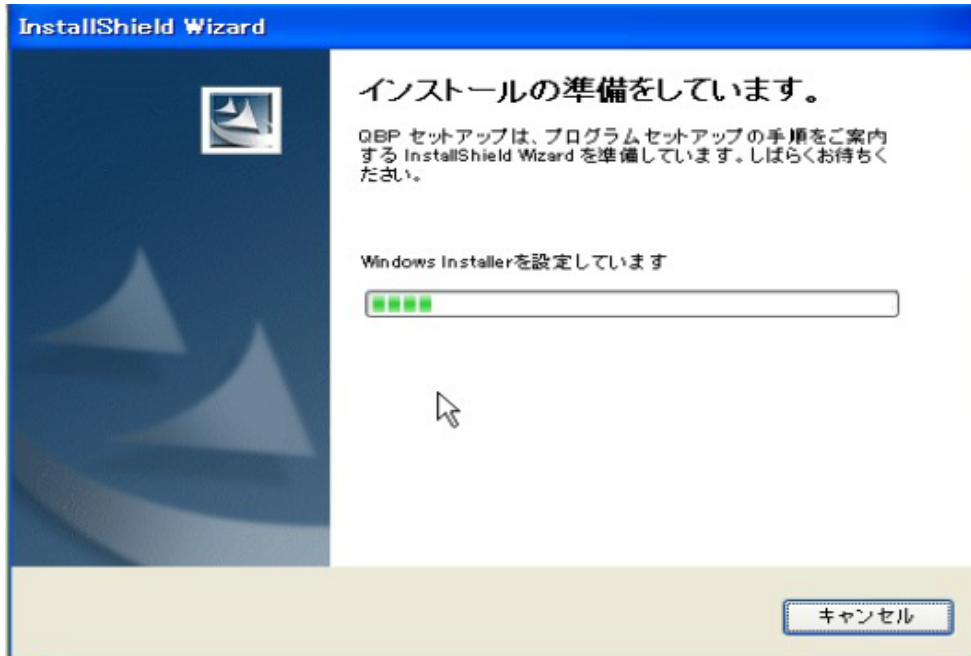 InstallShield Wizard
インストールの準備をしています。
QBP セットアップは、プログラムセットアップの手順をご案内
する InstallShield Wizard を準備しています。しばらくお待ちく
ださい。
Windows Installerを設定しています
キャンセル